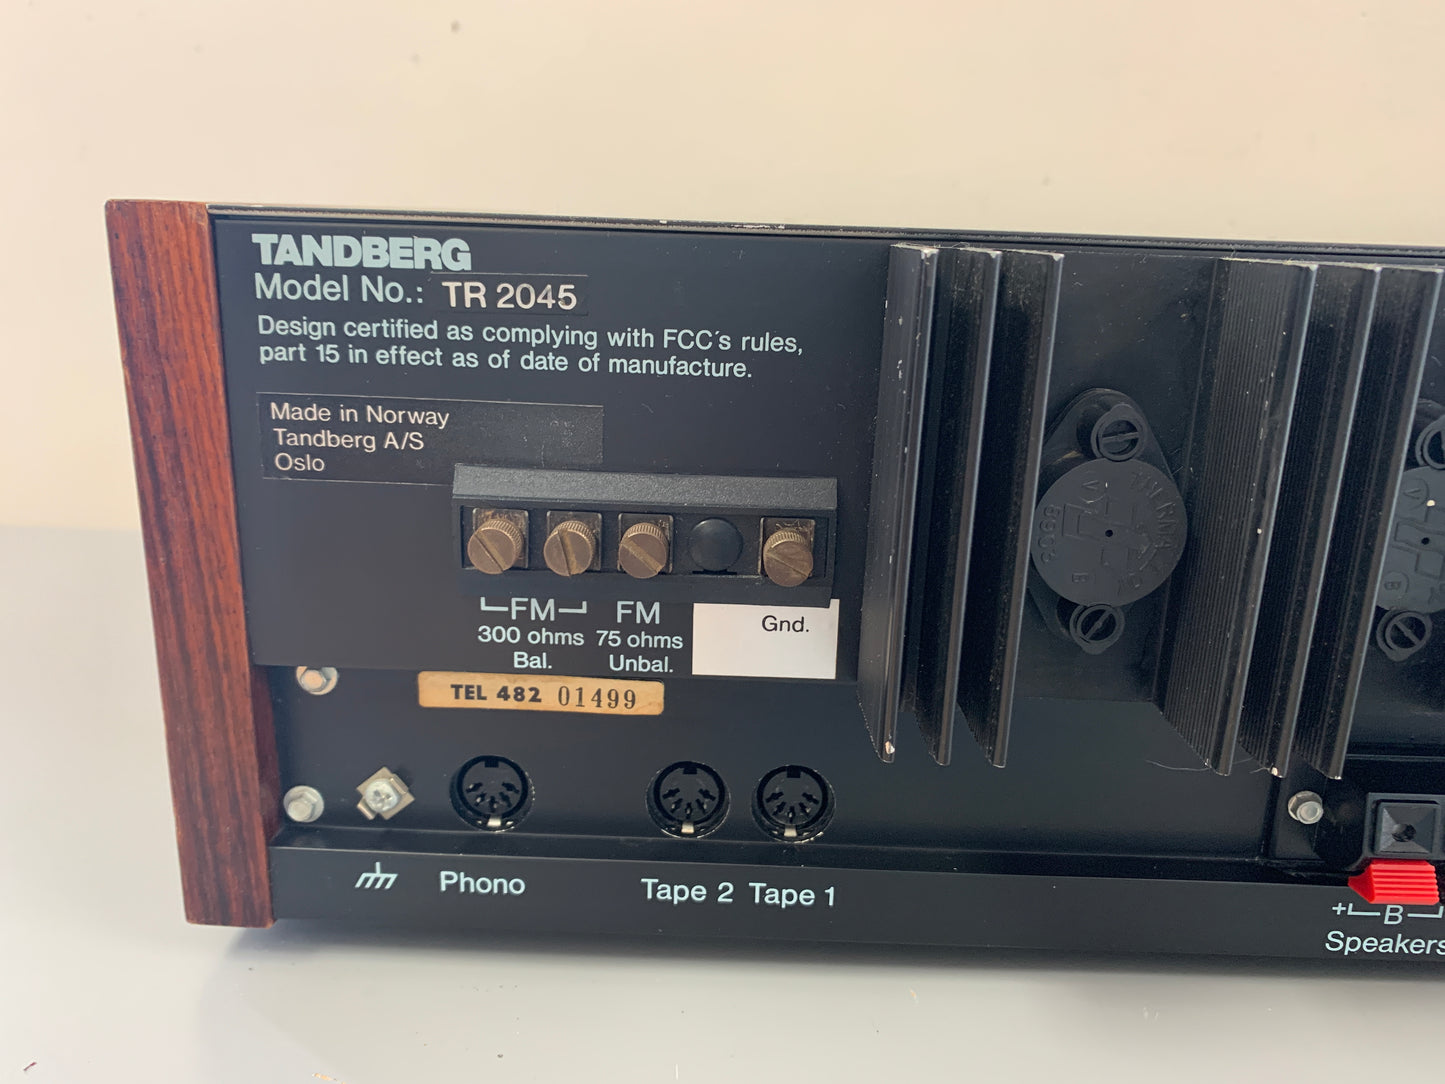 TANDBERG
Model No.: TR 2045
Design certified as complying with FCC's rules,
part 15 in effect as of date of manufacture.
Made in Norway
Tandberg A/S
Oslo
FM FM
300 ohms 75 ohms Gnd.
Bal. Unbal.
TEL 482 01499
Phono Tape 2 Tape 1
+ B
Speakers